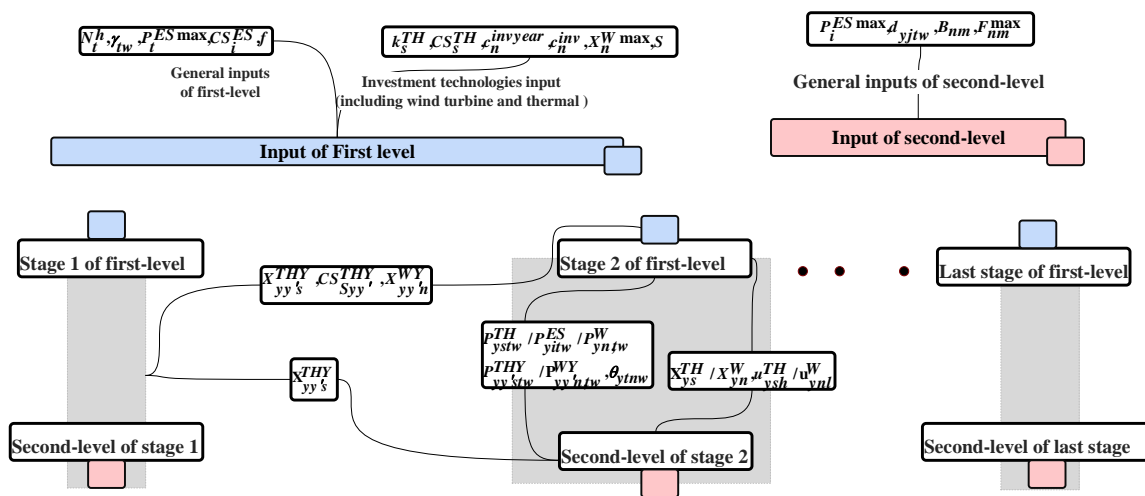 N_t^h,γ_tw,P_t^ES max,CS_i^ES,f
k_s^TH,CS_s^TH,c_n^invyear,c_n^inv,X_n^W max,S
P_i^ES max,d_yjtw,B_nm,F_nm^max
General inputs
of first-level
Investment technologies input
(including wind turbine and thermal )
General inputs of second-level
Input of First level
Input of second-level
Stage 1 of first-level
Stage 2 of first-level
Last stage of first-level
X_yy's^THY,CS_Syy'^THY,X_yy'n^WY
P_ystw^TH /P_yitw^ES /P_yn,tw^W
P_yy'stw^THY /P_yy'n,tw^WY,θ_ytnw
X_ys^TH /X_yn^W,u_ysh^TH /u_ynl^W
X_yy's^THY
Second-level of stage 1
Second-level of stage 2
Second-level of last stage